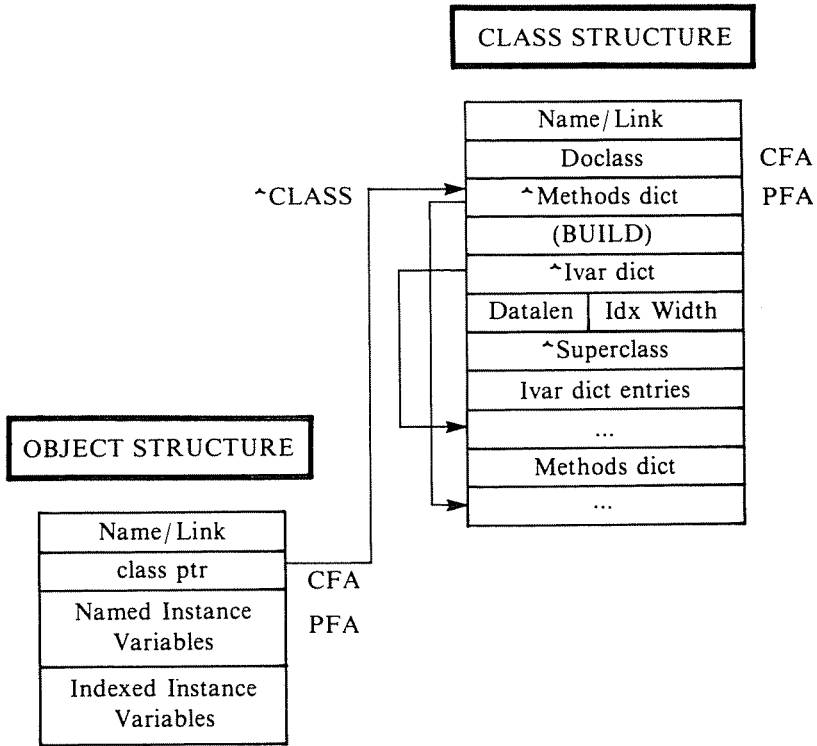 CLASS STRUCTURE
Name/Link
Doclass CFA
^CLASS ^Methods dict PFA
(BUILD)
^Ivar dict
Datalen Idx Width
^Superclass
Ivar dict entries
...
Methods dict
...
OBJECT STRUCTURE
Name/Link
class ptr CFA
Named Instance
Variables PFA
Indexed Instance
Variables